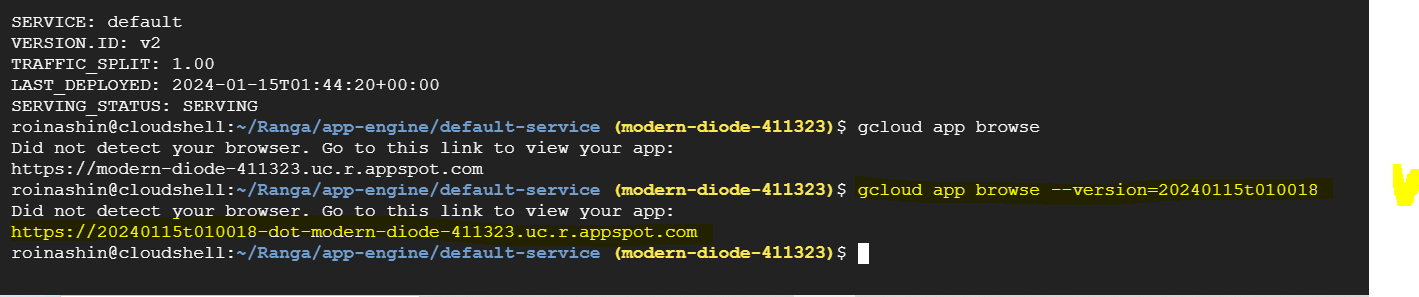 SERVICE: default
VERSION.ID: v2
TRAFFIC_SPLIT: 1.00
LAST_DEPLOYED: 2024-01-15T01:44:20+00:00
SERVING_STATUS: SERVING
roinashin@cloudshell:~/Ranga/app-engine/default-service (modern-diode-411323)$ gcloud app browse
Did not detect your browser. Go to this link to view your app:
https://modern-diode-411323.uc.r.appspot.com
roinashin@cloudshell:~/Ranga/app-engine/default-service (modern-diode-411323)$ gcloud app browse --version=20240115t010018
Did not detect your browser. Go to this link to view your app:
https://20240115t010018-dot-modern-diode-411323.uc.r.appspot.com
roinashin@cloudshell:~/Ranga/app-engine/default-service (modern-diode-411323)$